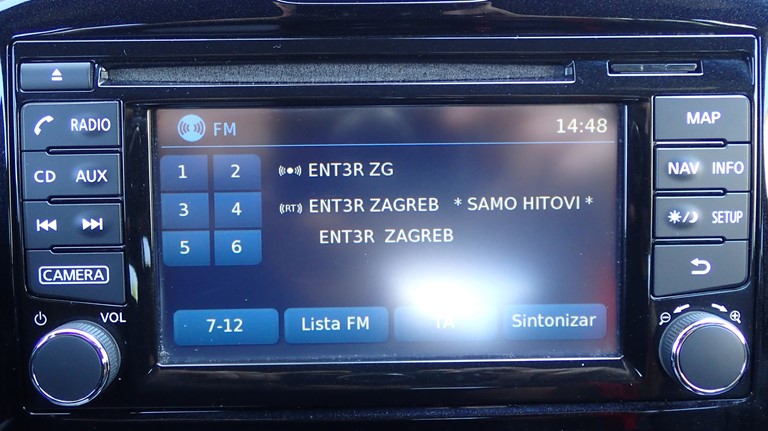 FM 14:48
RADIO
MAP
1 2
ENT3R ZG
CD AUX
NAV INFO
3 4
(RT) ENT3R ZAGREB * SAMO HITOVI *
ENT3R ZAGREB
SETUP
5 6
CAMERA
7-12 Lista FM TA Sintonizar
VOL